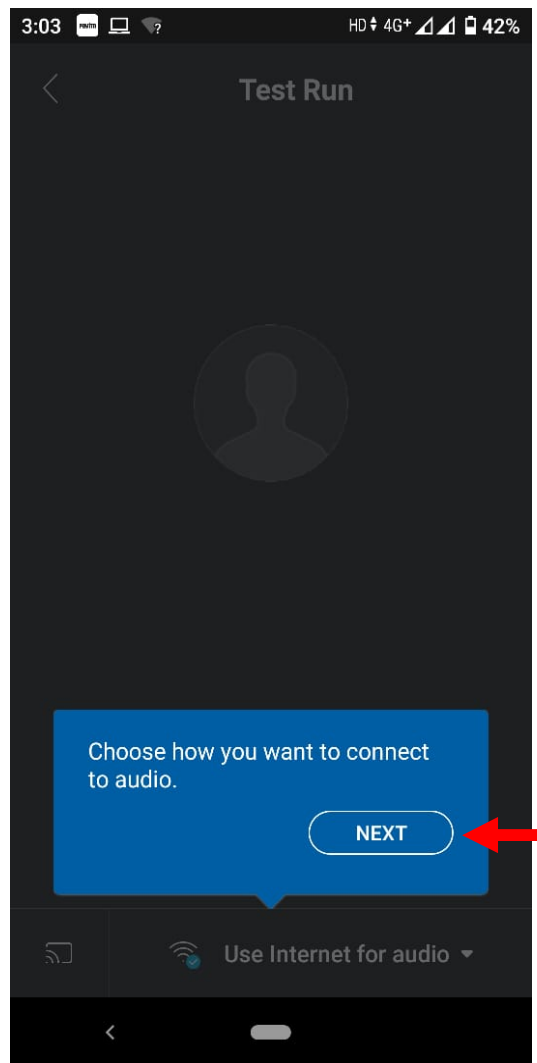 3:03 paytm ? HD 4G+ 42%
Test Run
Choose how you want to connect
to audio.
NEXT
Use Internet for audio